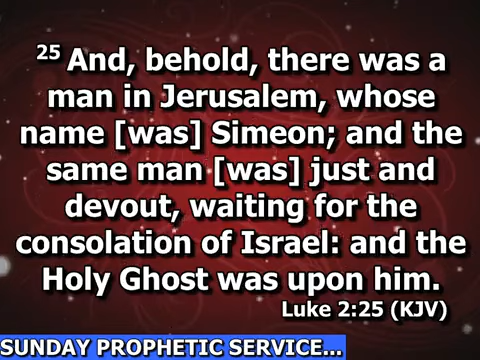 25 And, behold, there was a
man in Jerusalem, whose
name [was] Simeon; and the
same man [was] just and
devout, waiting for the
consolation of Israel: and the
Holy Ghost was upon him.
Luke 2:25 (KJV)
SUNDAY PROPHETIC SERVICE...